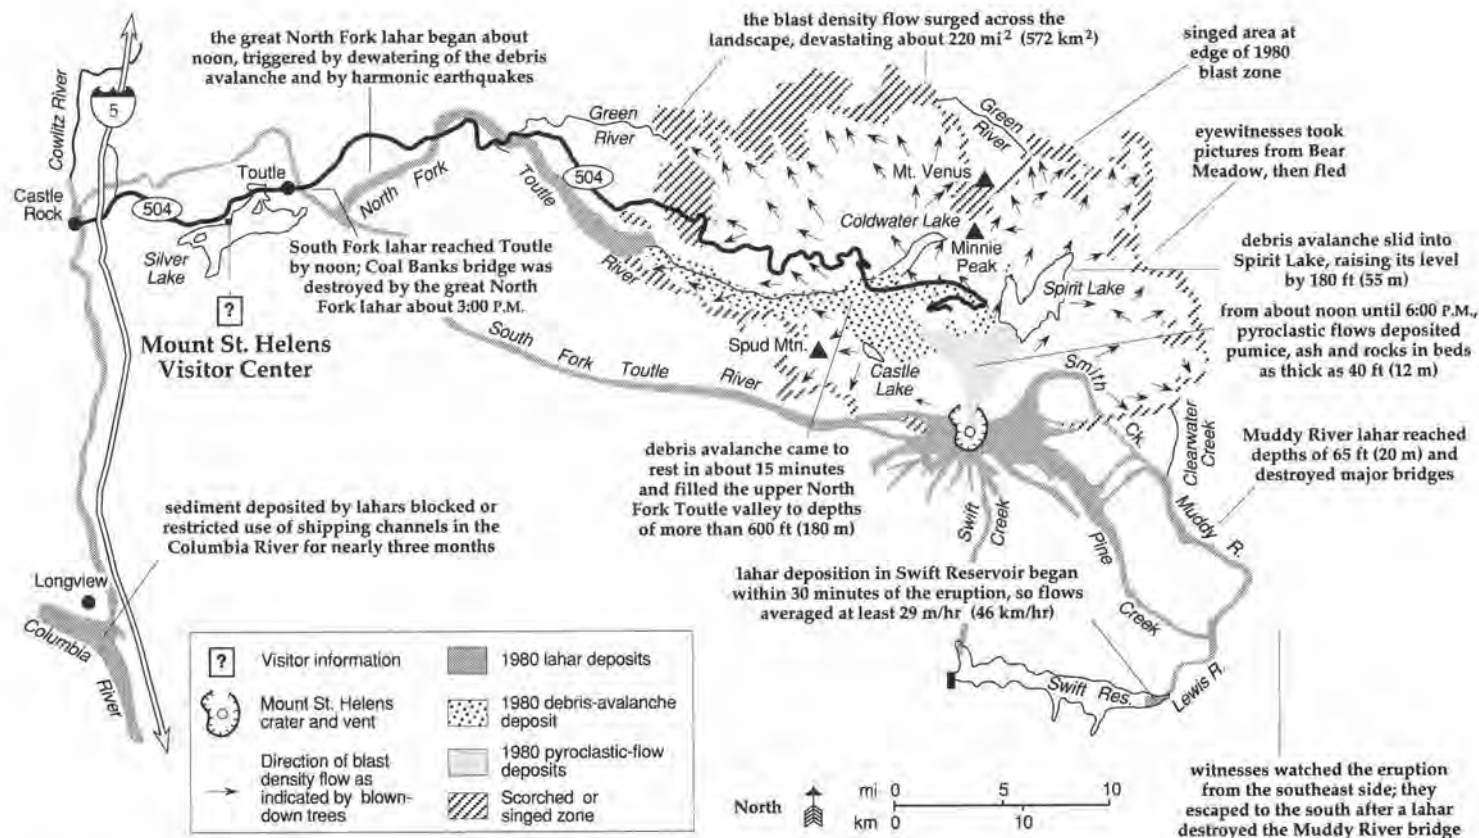 the great North Fork lahar began about
noon, triggered by dewatering of the debris
avalanche and by harmonic earthquakes
the blast density flow surged across the
landscape, devastating about 220 mi² (572 km²)
singed area at
edge of 1980
blast zone
eyewitnesses took
pictures from Bear
Meadow, then fled
debris avalanche slid into
Spirit Lake, raising its level
by 180 ft (55 m)
from about noon until 6:00 P.M.,
pyroclastic flows deposited
pumice, ash and rocks in beds
as thick as 40 ft (12 m)
Muddy River lahar reached
depths of 65 ft (20 m) and
destroyed major bridges
Cowlitz River
5
Castle
Rock
504
Toutle
Silver
Lake
?
Mount St. Helens
Visitor Center
South Fork lahar reached Toutle
by noon; Coal Banks bridge was
destroyed by the great North
Fork lahar about 3:00 P.M.
North Fork
Toutle
River
504
Green
River
Green
River
Mt. Venus
Coldwater Lake
Minnie
Peak
Spirit Lake
Spud Mtn.
Castle
Lake
South Fork Toutle River
Smith
Ck.
Clearwater
Creek
Muddy R.
Swift
Creek
Pine
Creek
Lewis R.
Swift Res.
debris avalanche came to
rest in about 15 minutes
and filled the upper North
Fork Toutle valley to depths
of more than 600 ft (180 m)
sediment deposited by lahars blocked or
restricted use of shipping channels in the
Columbia River for nearly three months
Longview
Columbia
River
lahar deposition in Swift Reservoir began
within 30 minutes of the eruption, so flows
averaged at least 29 m/hr (46 km/hr)
? Visitor information
Mount St. Helens
crater and vent
Direction of blast
density flow as
indicated by blown-
down trees
1980 lahar deposits
1980 debris-avalanche
deposit
1980 pyroclastic-flow
deposits
Scorched or
singed zone
North
mi 0 5 10
km 0 10
witnesses watched the eruption
from the southeast side; they
escaped to the south after a lahar
destroyed the Muddy River bridge